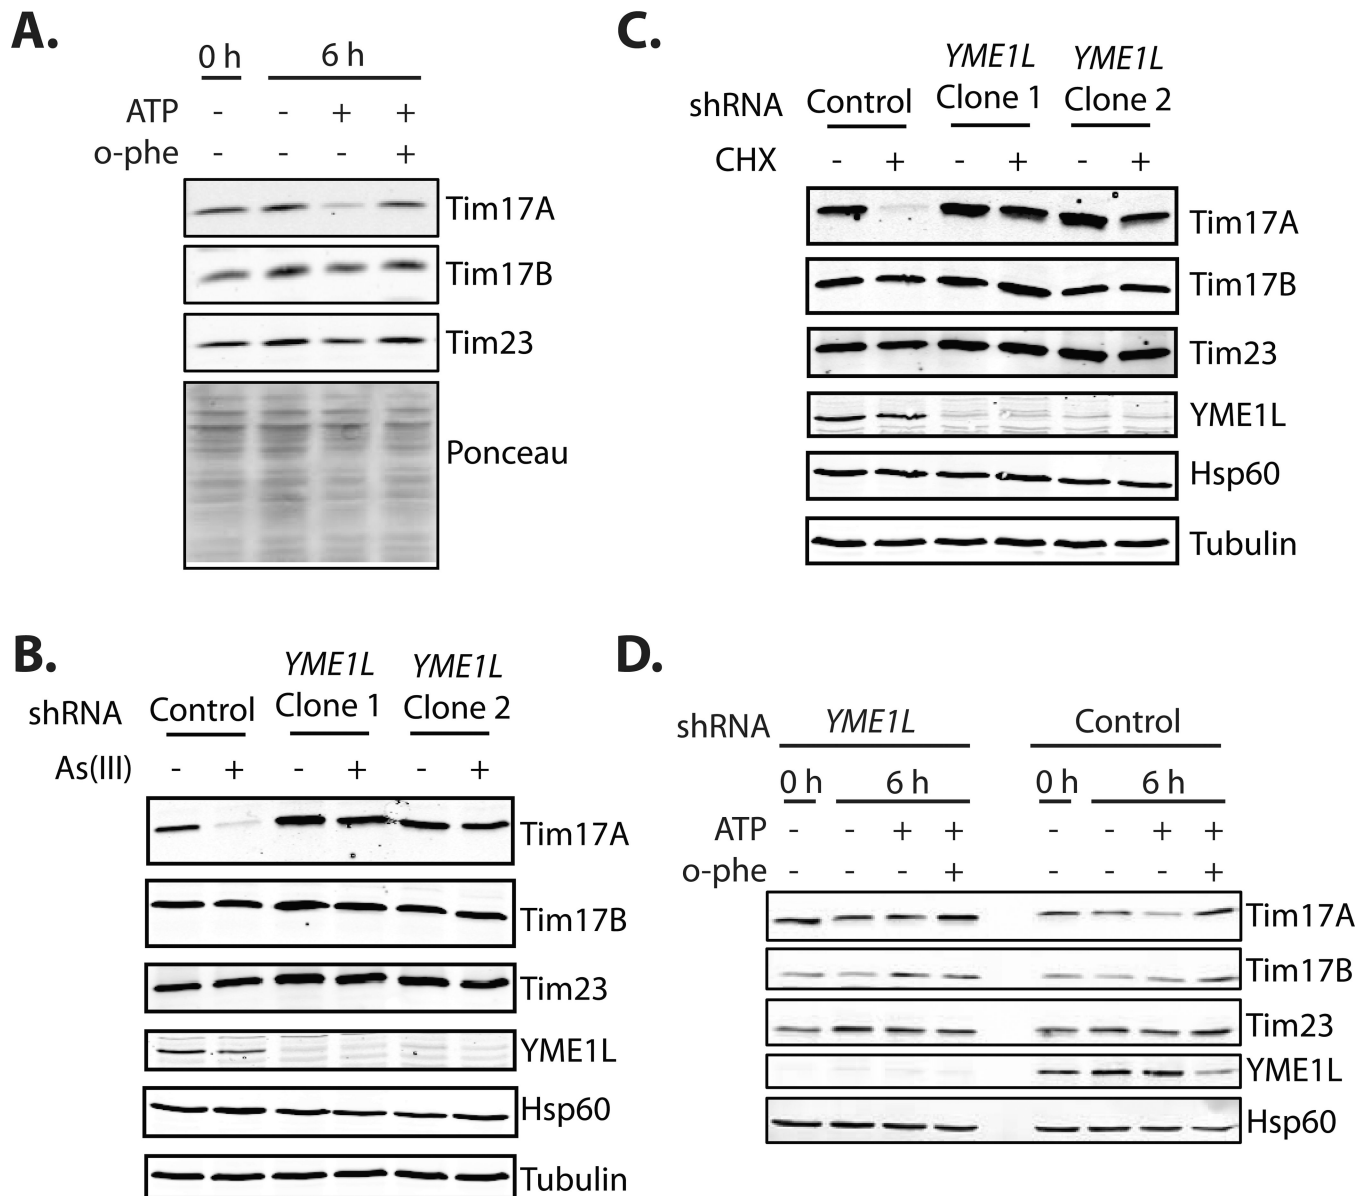 A.
0 h 6 h
ATP - - + +
o-phe - - - +
Tim17A
Tim17B
Tim23
Ponceau
B.
YME1L YME1L
shRNA Control Clone 1 Clone 2
As(III) - + - + - +
Tim17A
Tim17B
Tim23
YME1L
Hsp60
Tubulin
C.
YME1L YME1L
shRNA Control Clone 1 Clone 2
CHX - + - + - +
Tim17A
Tim17B
Tim23
YME1L
Hsp60
Tubulin
D.
shRNA YME1L Control
0 h 6 h 0 h 6 h
ATP - - + + - - + +
o-phe - - - + - - - +
Tim17A
Tim17B
Tim23
YME1L
Hsp60